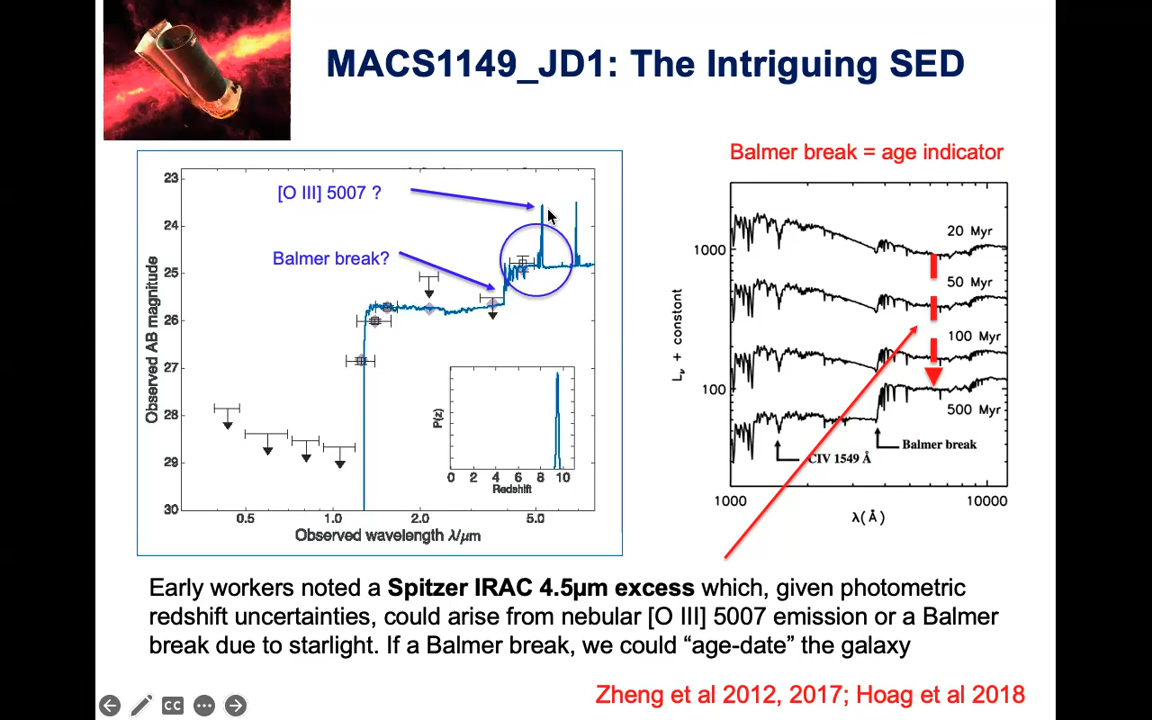 MACS1149_JD1: The Intriguing SED
[O III] 5007 ?
Balmer break?
Observed AB magnitude
23
24
25
26
27
28
29
30
0.5
1.0
2.0
5.0
Observed wavelength λ/μm
P(z)
0
2
4
6
8
10
Redshift
Balmer break = age indicator
Lν + constant
1000
100
20 Myr
50 Myr
100 Myr
500 Myr
CIV 1549 Å
Balmer break
1000
10000
λ(Å)
Early workers noted a Spitzer IRAC 4.5μm excess which, given photometric
redshift uncertainties, could arise from nebular [O III] 5007 emission or a Balmer
break due to starlight. If a Balmer break, we could “age-date” the galaxy
Zheng et al 2012, 2017; Hoag et al 2018
CC